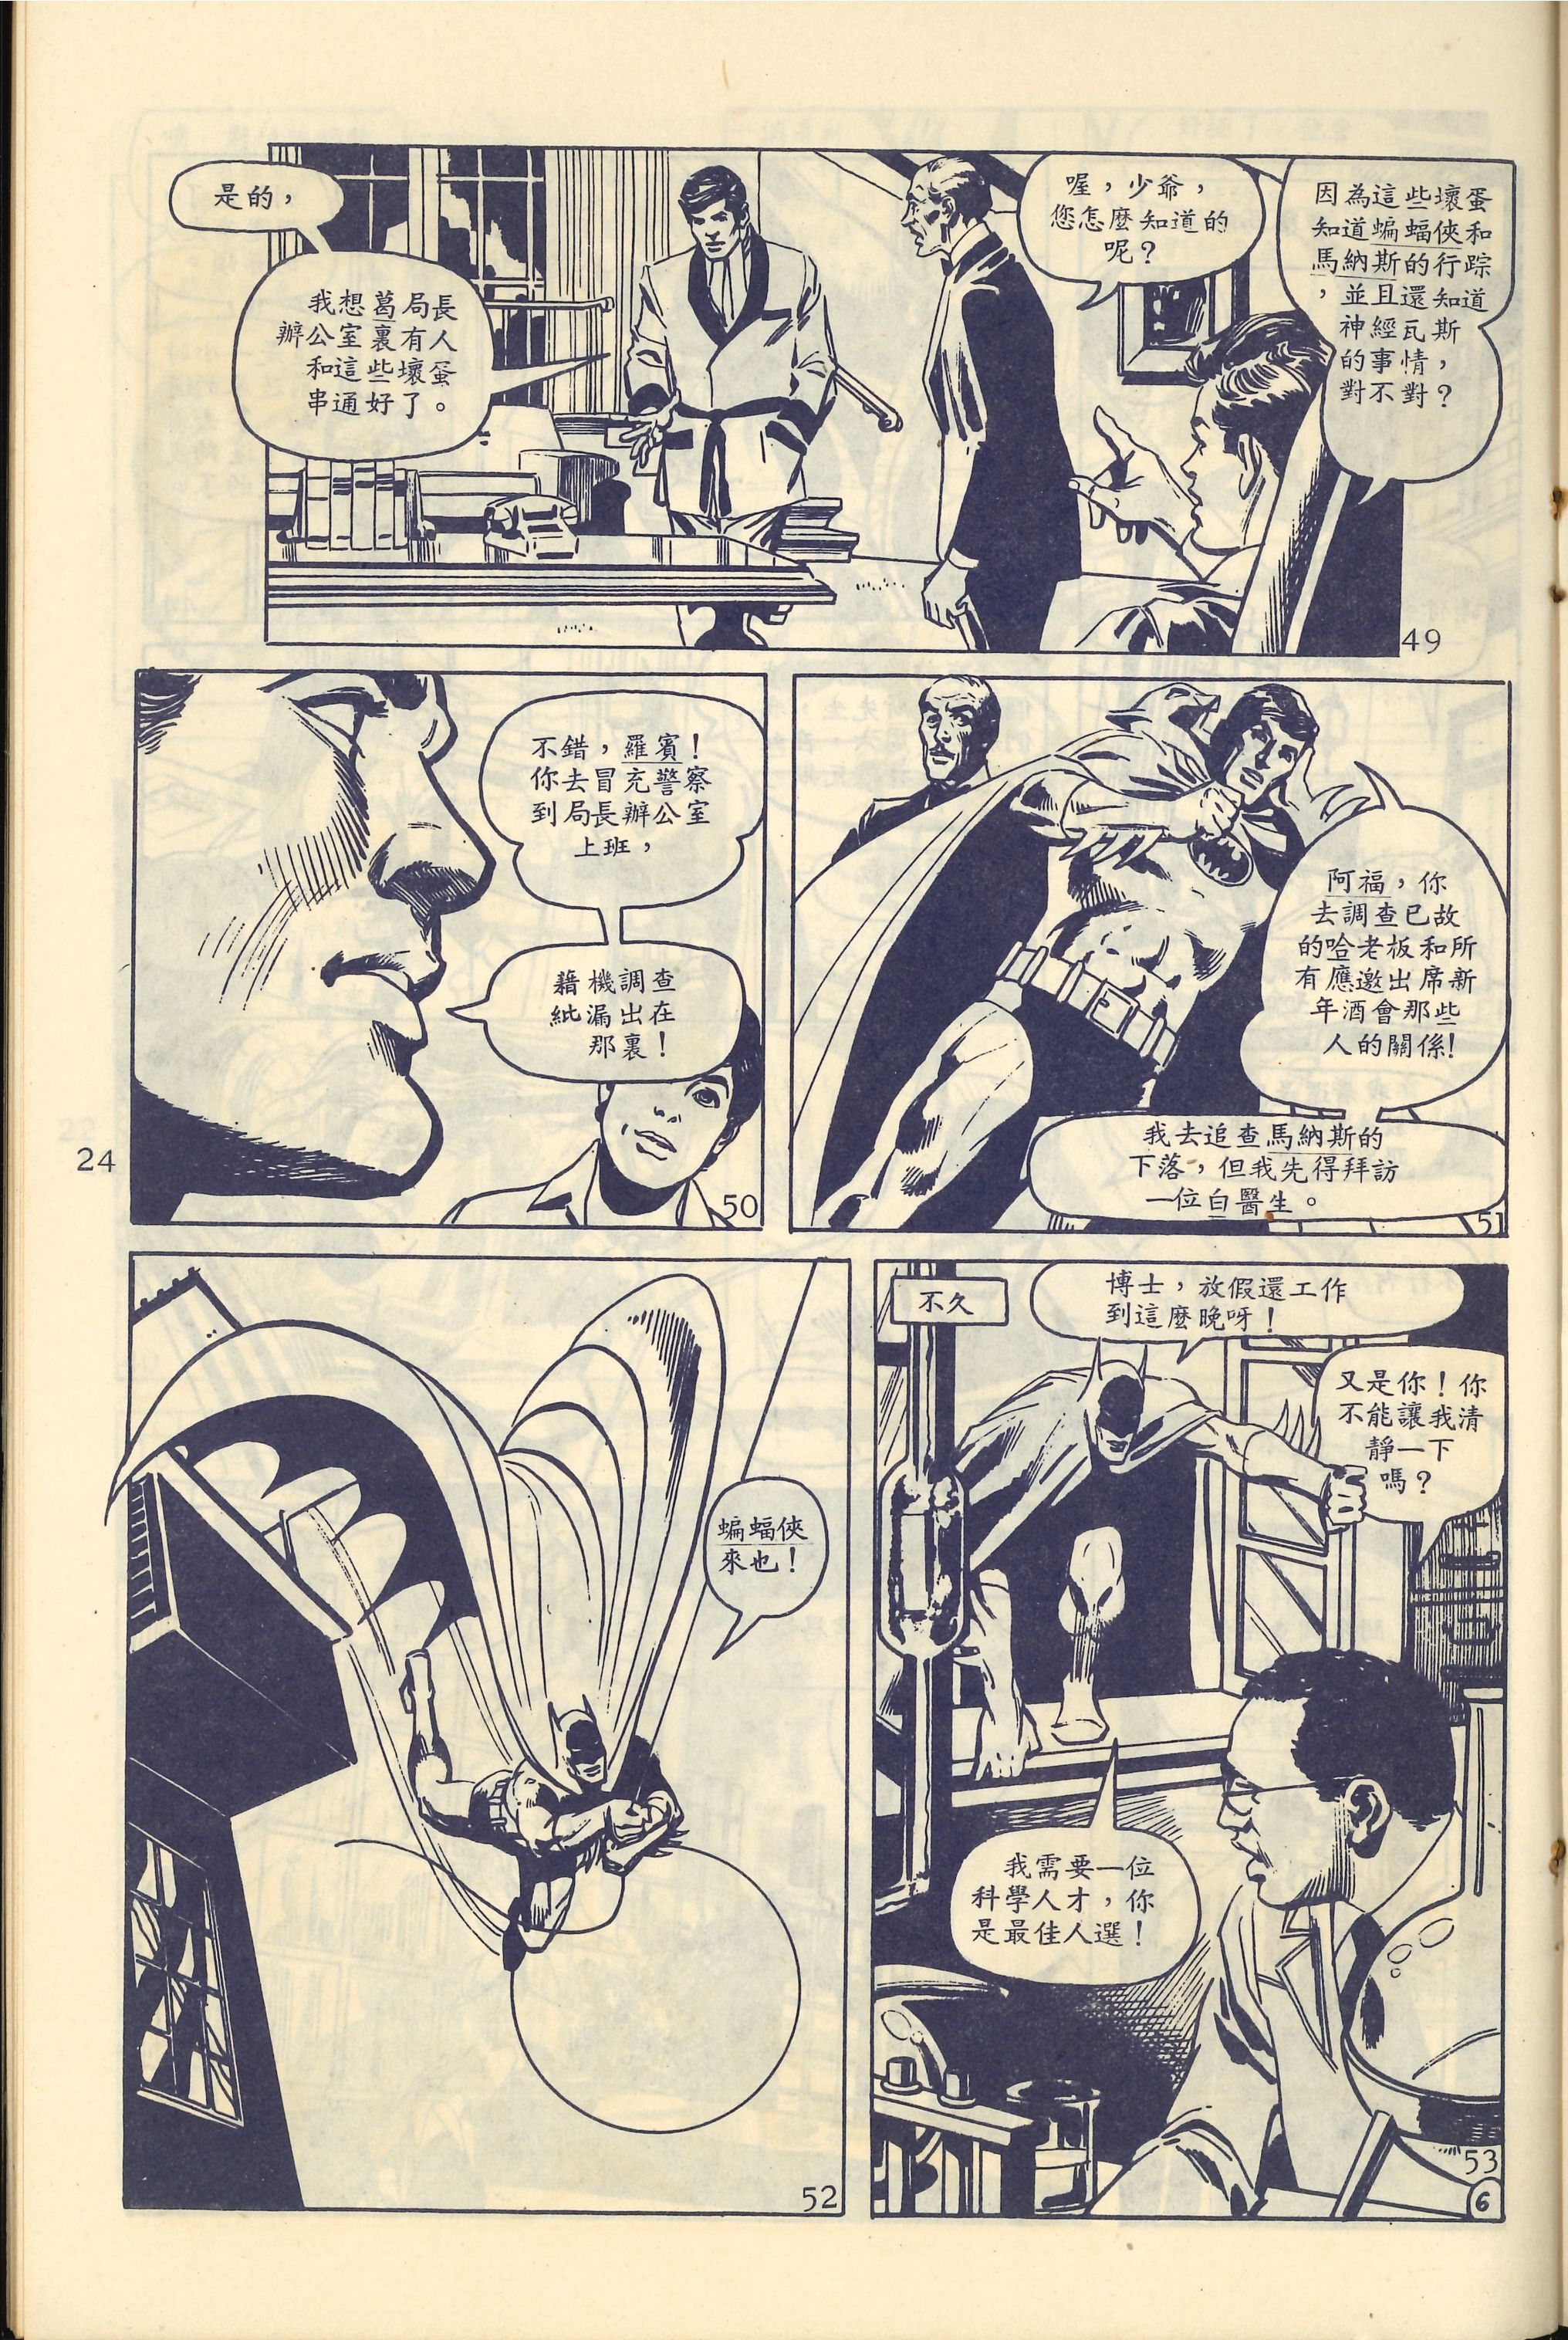 是的，
我想葛局長
辦公室裏有人
和這些壞蛋
串通好了。
喔，少爺，
您怎麼知道的
呢？
因為這些壞蛋
知道蝙蝠俠和
馬納斯的行踪
，並且還知道
神經瓦斯
的事情，
對不對？
49
不錯，羅賓！
你去冒充警察
到局長辦公室
上班，
藉機調查
紕漏出在
那裏！
50
阿福，你
去調查已故
的哈老板和所
有應邀出席新
年酒會那些
人的關係!
我去追查馬納斯的
下落，但我先得拜訪
一位白醫生。
51
24
蝙蝠俠
來也！
52
不久
博士，放假還工作
到這麼晚呀！
又是你！你
不能讓我清
靜一下
嗎？
我需要一位
科學人才，你
是最佳人選！
53
6